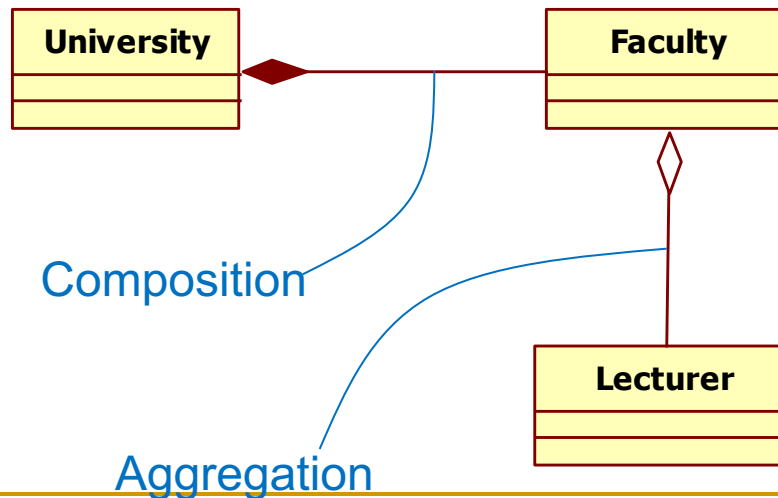 University
Faculty
Composition
Lecturer
Aggregation